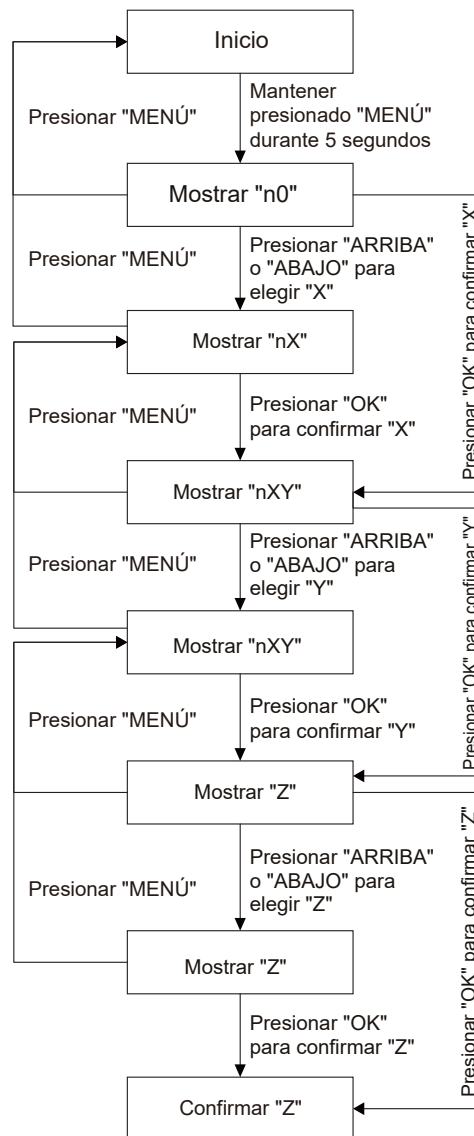 Inicio
Presionar "MENÚ"
Mantener
presionado "MENÚ"
durante 5 segundos
Mostrar "n0"
Presionar "MENÚ"
Presionar "ARRIBA"
o "ABAJO" para
elegir "X"
Presionar "OK" para confirmar "X"
Mostrar "nX"
Presionar "MENÚ"
Presionar "OK"
para confirmar "X"
Mostrar "nXY"
Presionar "MENÚ"
Presionar "ARRIBA"
o "ABAJO" para
elegir "Y"
Presionar "OK" para confirmar "Y"
Mostrar "nXY"
Presionar "MENÚ"
Presionar "OK"
para confirmar "Y"
Mostrar "Z"
Presionar "MENÚ"
Presionar "ARRIBA"
o "ABAJO" para
elegir "Z"
Presionar "OK" para confirmar "Z"
Mostrar "Z"
Presionar "OK"
para confirmar "Z"
Confirmar "Z"